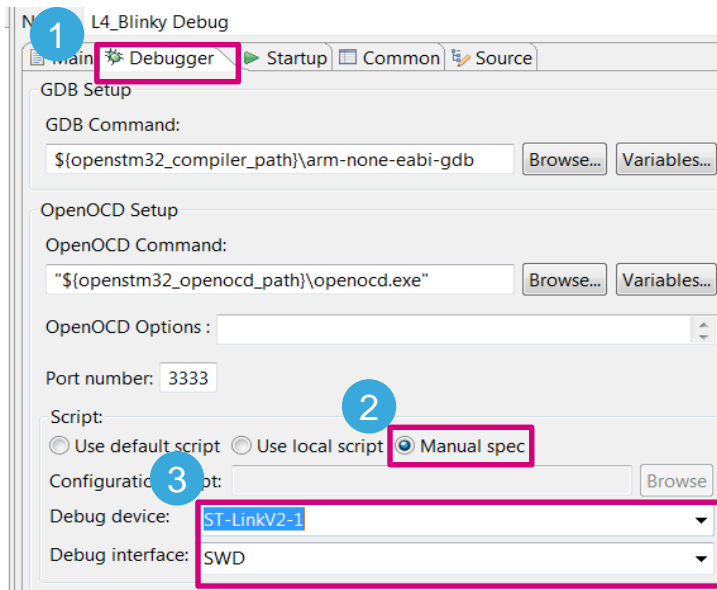 L4_Blinky Debug
1
Main Debugger Startup Common Source
GDB Setup
GDB Command:
${openstm32_compiler_path}\arm-none-eabi-gdb Browse... Variables...
OpenOCD Setup
OpenOCD Command:
"${openstm32_openocd_path}\openocd.exe" Browse... Variables...
OpenOCD Options :
Port number: 3333
2
Script:
Use default script Use local script Manual spec
3
Browse
Debug device: ST-LinkV2-1
Debug interface: SWD